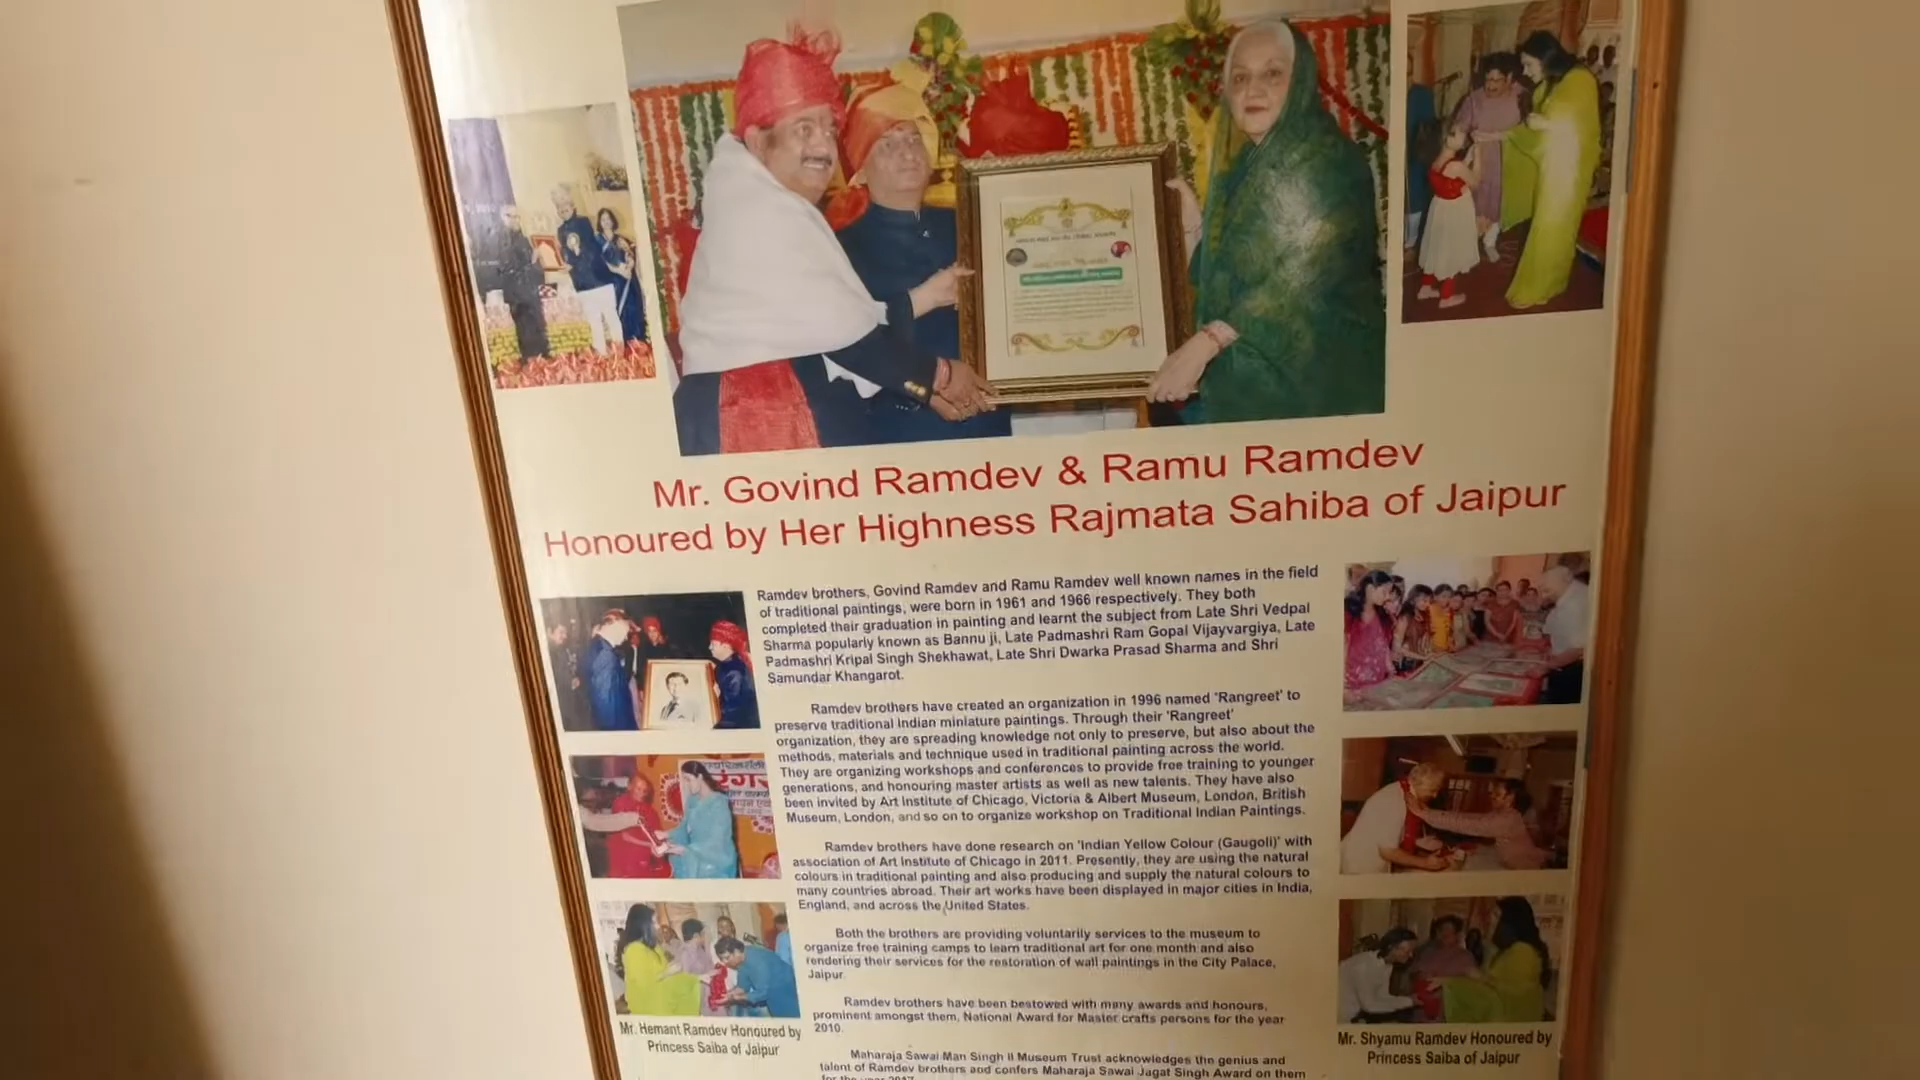 Mr. Govind Ramdev & Ramu Ramdev
Honoured by Her Highness Rajmata Sahiba of Jaipur
Ramdev brothers, Govind Ramdev and Ramu Ramdev well known names in the field
of traditional paintings, were born in 1961 and 1966 respectively. They both
completed their graduation in painting and learnt the subject from Late Shri Vedpal
Sharma popularly known as Bannu ji, Late Padmashri Ram Gopal Vijayvargiya, Late
Padmashri Kripal Singh Shekhawat, Late Shri Dwarka Prasad Sharma and Shri
Samundar Khangarot.
Ramdev brothers have created an organization in 1996 named 'Rangreet' to
preserve traditional Indian miniature paintings. Through their 'Rangreet'
organization, they are spreading knowledge not only to preserve, but also about the
methods, materials and technique used in traditional painting across the world.
They are organizing workshops and conferences to provide free training to younger
generations, and honouring master artists as well as new talents. They have also
been invited by Art Institute of Chicago, Victoria & Albert Museum, London, British
Museum, London, and so on to organize workshop on Traditional Indian Paintings.
Ramdev brothers have done research on 'Indian Yellow Colour (Gaugoli)' with
association of Art Institute of Chicago in 2011. Presently, they are using the natural
colours in traditional painting and also producing and supply the natural colours to
many countries abroad. Their art works have been displayed in major cities in India,
England, and across the United States.
Both the brothers are providing voluntarily services to the museum to
organize free training camps to learn traditional art for one month and also
rendering their services for the restoration of wall paintings in the City Palace,
Jaipur.
Ramdev brothers have been bestowed with many awards and honours,
prominent amongst them, National Award for Master crafts persons for the year
2010.
Maharaja Sawai Man Singh II Museum Trust acknowledges the genius and
talent of Ramdev brothers and confers Maharaja Sawai Jagat Singh Award on them
for the year 2017
Mr. Hemant Ramdev Honoured by
Princess Saiba of Jaipur
Mr. Shyamu Ramdev Honoured by
Princess Saiba of Jaipur